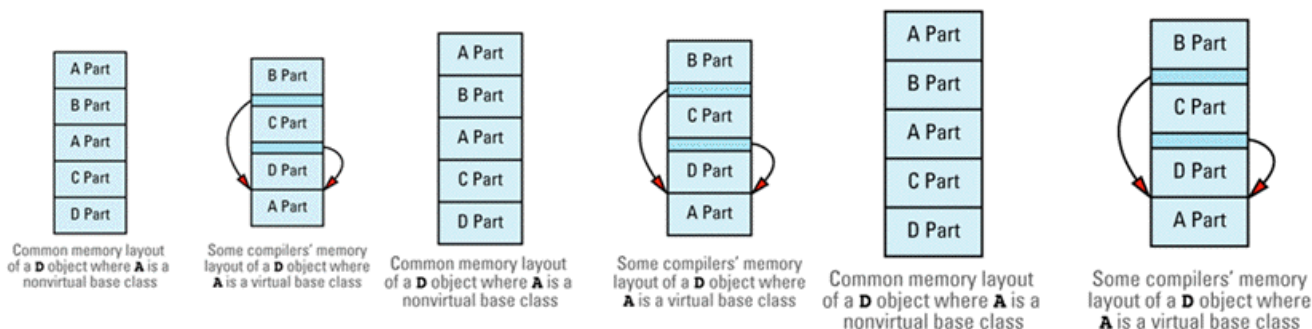 A Part
B Part
A Part
C Part
D Part
Common memory layout
of a D object where A is a
nonvirtual base class
B Part
C Part
D Part
A Part
Some compilers' memory
layout of a D object where
A is a virtual base class
A Part
B Part
A Part
C Part
D Part
Common memory layout
of a D object where A is a
nonvirtual base class
B Part
C Part
D Part
A Part
Some compilers' memory
layout of a D object where
A is a virtual base class
A Part
B Part
A Part
C Part
D Part
Common memory layout
of a D object where A is a
nonvirtual base class
B Part
C Part
D Part
A Part
Some compilers' memory
layout of a D object where
A is a virtual base class